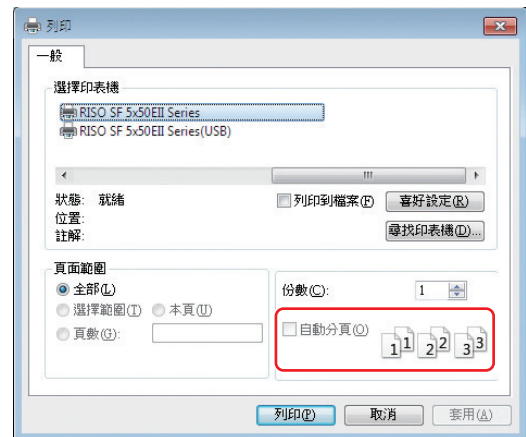 列印
一般
選擇印表機
RISO SF 5x50EII Series
RISO SF 5x50EII Series(USB)
狀態: 就緒
列印到檔案(F)
喜好設定(R)
位置:
註解:
尋找印表機(D)...
頁面範圍
全部(L)
選擇範圍(T)
本頁(U)
頁數(G):
份數(C):
1
自動分頁(O)
1 1 2 2 3 3
列印(P)
取消
套用(A)